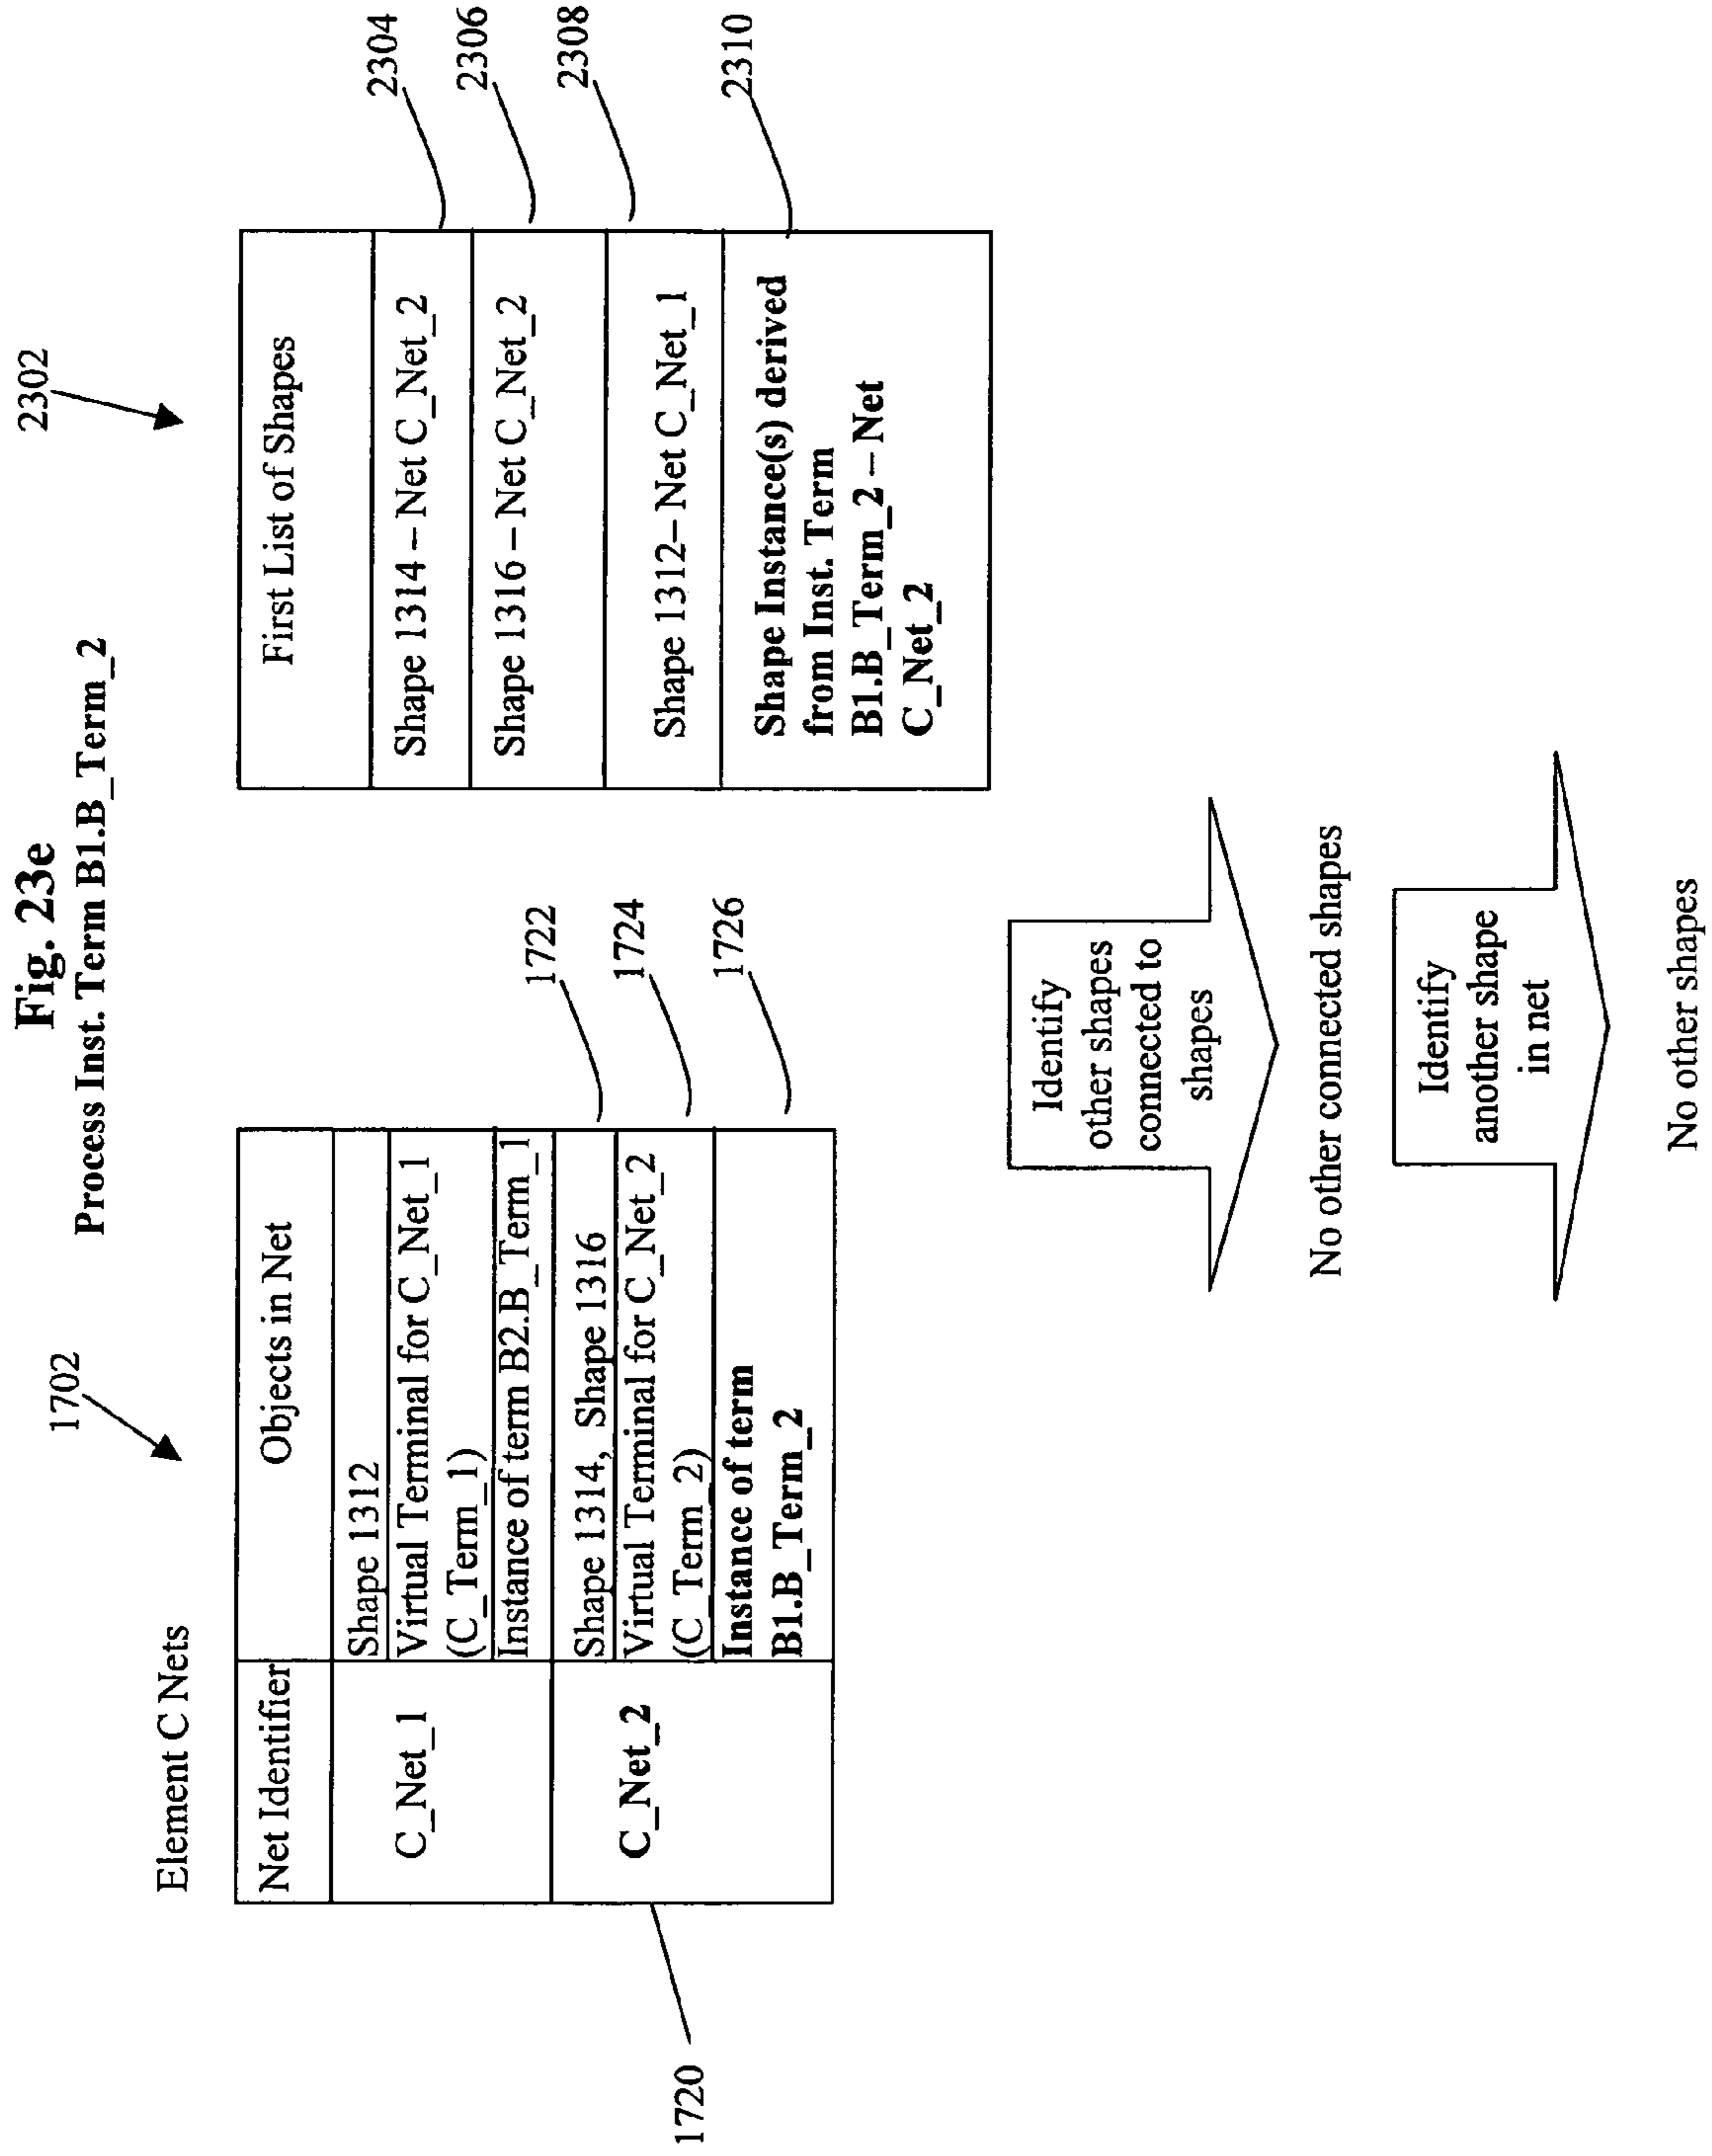 Fig. 23e
Process Inst. Term B1.B_Term_2
1702
2302
Element C Nets
Net Identifier
Objects in Net
C_Net_1
Shape 1312
Virtual Terminal for C_Net_1
(C_Term_1)
Instance of term B2.B_Term_1
C_Net_2
Shape 1314, Shape 1316
Virtual Terminal for C_Net_2
(C_Term_2)
Instance of term
B1.B_Term_2
1720
1722
1724
1726
First List of Shapes
Shape 1314 – Net C_Net_2
Shape 1316 – Net C_Net_2
Shape 1312– Net C_Net_1
Shape Instance(s) derived
from Inst. Term
B1.B_Term_2 – Net
C_Net_2
2304
2306
2308
2310
Identify
other shapes
connected to
shapes
No other connected shapes
Identify
another shape
in net
No other shapes